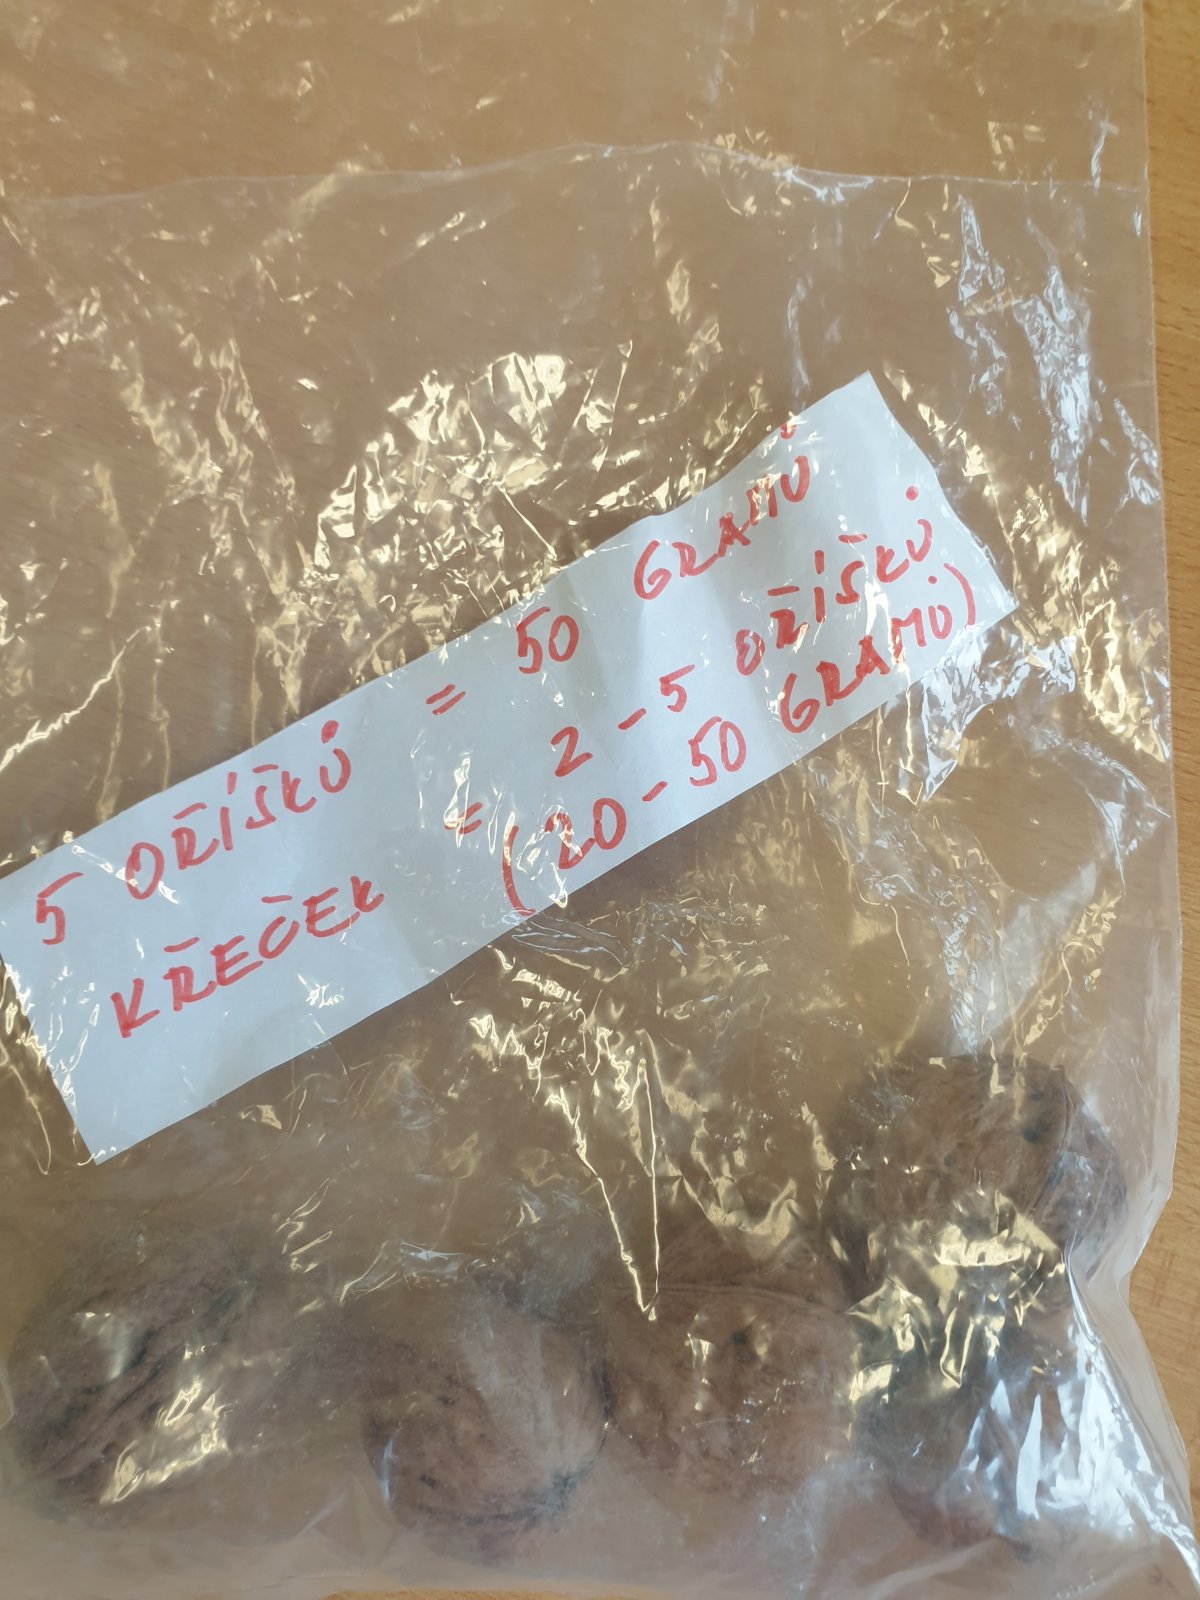 5 OŘÍŠKŮ = 50 GRAMŮ
KŘEČEK = 2 - 5 OŘÍŠKŮ
(20 - 50 GRAMŮ)